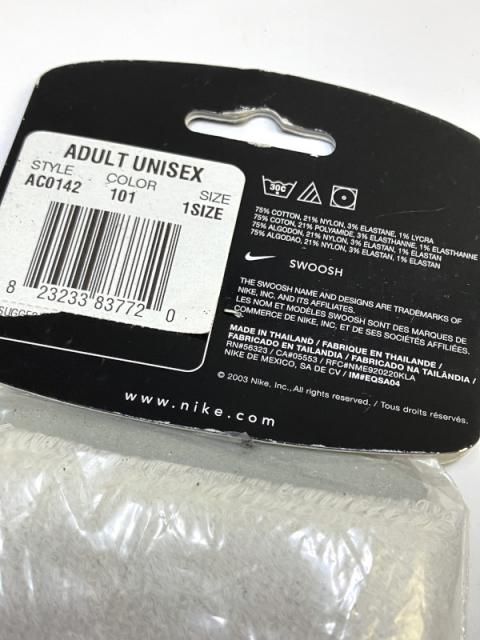 ADULT UNISEX
STYLE COLOR SIZE
AC0142 101 1SIZE
8 23233 83772 0
30c
75% COTTON, 21% NYLON, 3% ELASTANE, 1% LYCRA
75% COTON, 21% POLYAMIDE, 3% ELASTHANNE, 1% ELASTHANNE
75% ALGODON, 21% NYLON, 3% ELASTAN, 1% ELASTAN
75% ALGODAO, 21% NYLON, 3% ELASTAN, 1% ELASTAN
SWOOSH
THE SWOOSH NAME AND DESIGNS ARE TRADEMARKS OF
NIKE, INC. AND ITS AFFILIATES.
LES NOM ET MODÈLES SWOOSH SONT DES MARQUES DE
COMMERCE DE NIKE, INC. ET DE SES SOCIÉTÉS AFFILIÉES.
MADE IN THAILAND / FABRIQUE EN THAILANDE /
FABRICADO EN TAILANDIA / FABRICADO NA TAILÂNDIA /
RN#56323 / CA#05553 / RFC#NME920220KLA
NIKE DE MEXICO, SA DE CV / IM#EQSA04
© 2003 Nike, Inc., All rights reserved. / Tous droits réservés.
www.nike.com